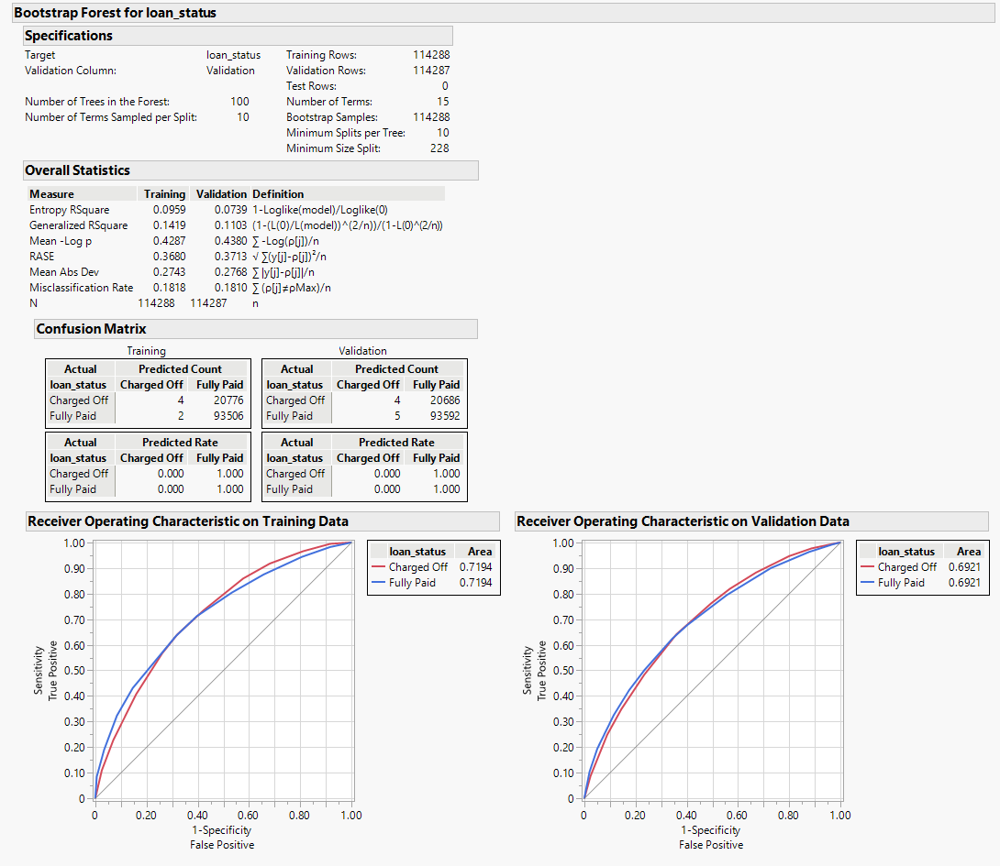 Bootstrap Forest for loan_status
Specifications
Target loan_status Training Rows: 114288
Validation Column: Validation Validation Rows: 114287
Test Rows: 0
Number of Trees in the Forest: 100 Number of Terms: 15
Number of Terms Sampled per Split: 10 Bootstrap Samples: 114288
Minimum Splits per Tree: 10
Minimum Size Split: 228
Overall Statistics
Measure Training Validation Definition
Entropy RSquare 0.0959 0.0739 1-Loglike(model)/Loglike(0)
Generalized RSquare 0.1419 0.1103 (1-(L(0)/L(model))^(2/n))/(1-L(0)^(2/n))
Mean -Log p 0.4287 0.4380 ∑ -Log(ρ[j])/n
RASE 0.3680 0.3713 √ ∑(y[j]-ρ[j])²/n
Mean Abs Dev 0.2743 0.2768 ∑ |y[j]-ρ[j]|/n
Misclassification Rate 0.1818 0.1810 ∑ (ρ[j]≠ρMax)/n
N 114288 114287 n
Confusion Matrix
Training Validation
Actual Predicted Count Actual Predicted Count
loan_status Charged Off Fully Paid loan_status Charged Off Fully Paid
Charged Off 4 20776 Charged Off 4 20686
Fully Paid 2 93506 Fully Paid 5 93592
Actual Predicted Rate Actual Predicted Rate
loan_status Charged Off Fully Paid loan_status Charged Off Fully Paid
Charged Off 0.000 1.000 Charged Off 0.000 1.000
Fully Paid 0.000 1.000 Fully Paid 0.000 1.000
Receiver Operating Characteristic on Training Data
1.00
0.90
0.80
0.70
0.60
0.50
0.40
0.30
0.20
0.10
0
Sensitivity
True Positive
0 0.20 0.40 0.60 0.80 1.00
1-Specificity
False Positive
loan_status Area
Charged Off 0.7194
Fully Paid 0.7194
Receiver Operating Characteristic on Validation Data
1.00
0.90
0.80
0.70
0.60
0.50
0.40
0.30
0.20
0.10
0
Sensitivity
True Positive
0 0.20 0.40 0.60 0.80 1.00
1-Specificity
False Positive
loan_status Area
Charged Off 0.6921
Fully Paid 0.6921